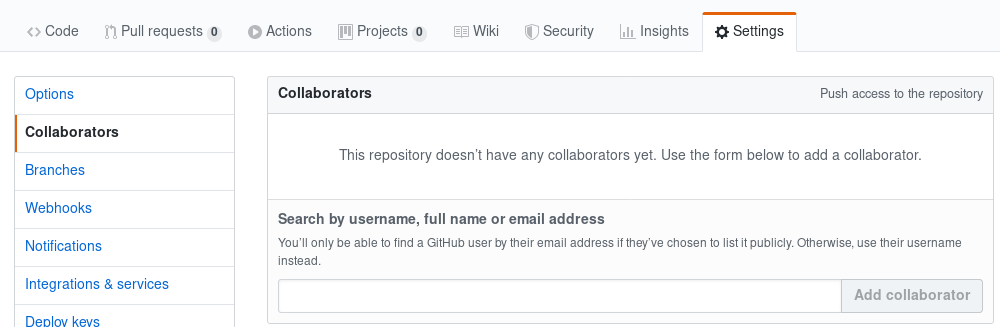 Code Pull requests 0 Actions Projects 0 Wiki Security Insights Settings
Options
Collaborators
Branches
Webhooks
Notifications
Integrations & services
Deploy keys
Collaborators Push access to the repository
This repository doesn’t have any collaborators yet. Use the form below to add a collaborator.
Search by username, full name or email address
You’ll only be able to find a GitHub user by their email address if they’ve chosen to list it publicly. Otherwise, use their username
instead.
Add collaborator